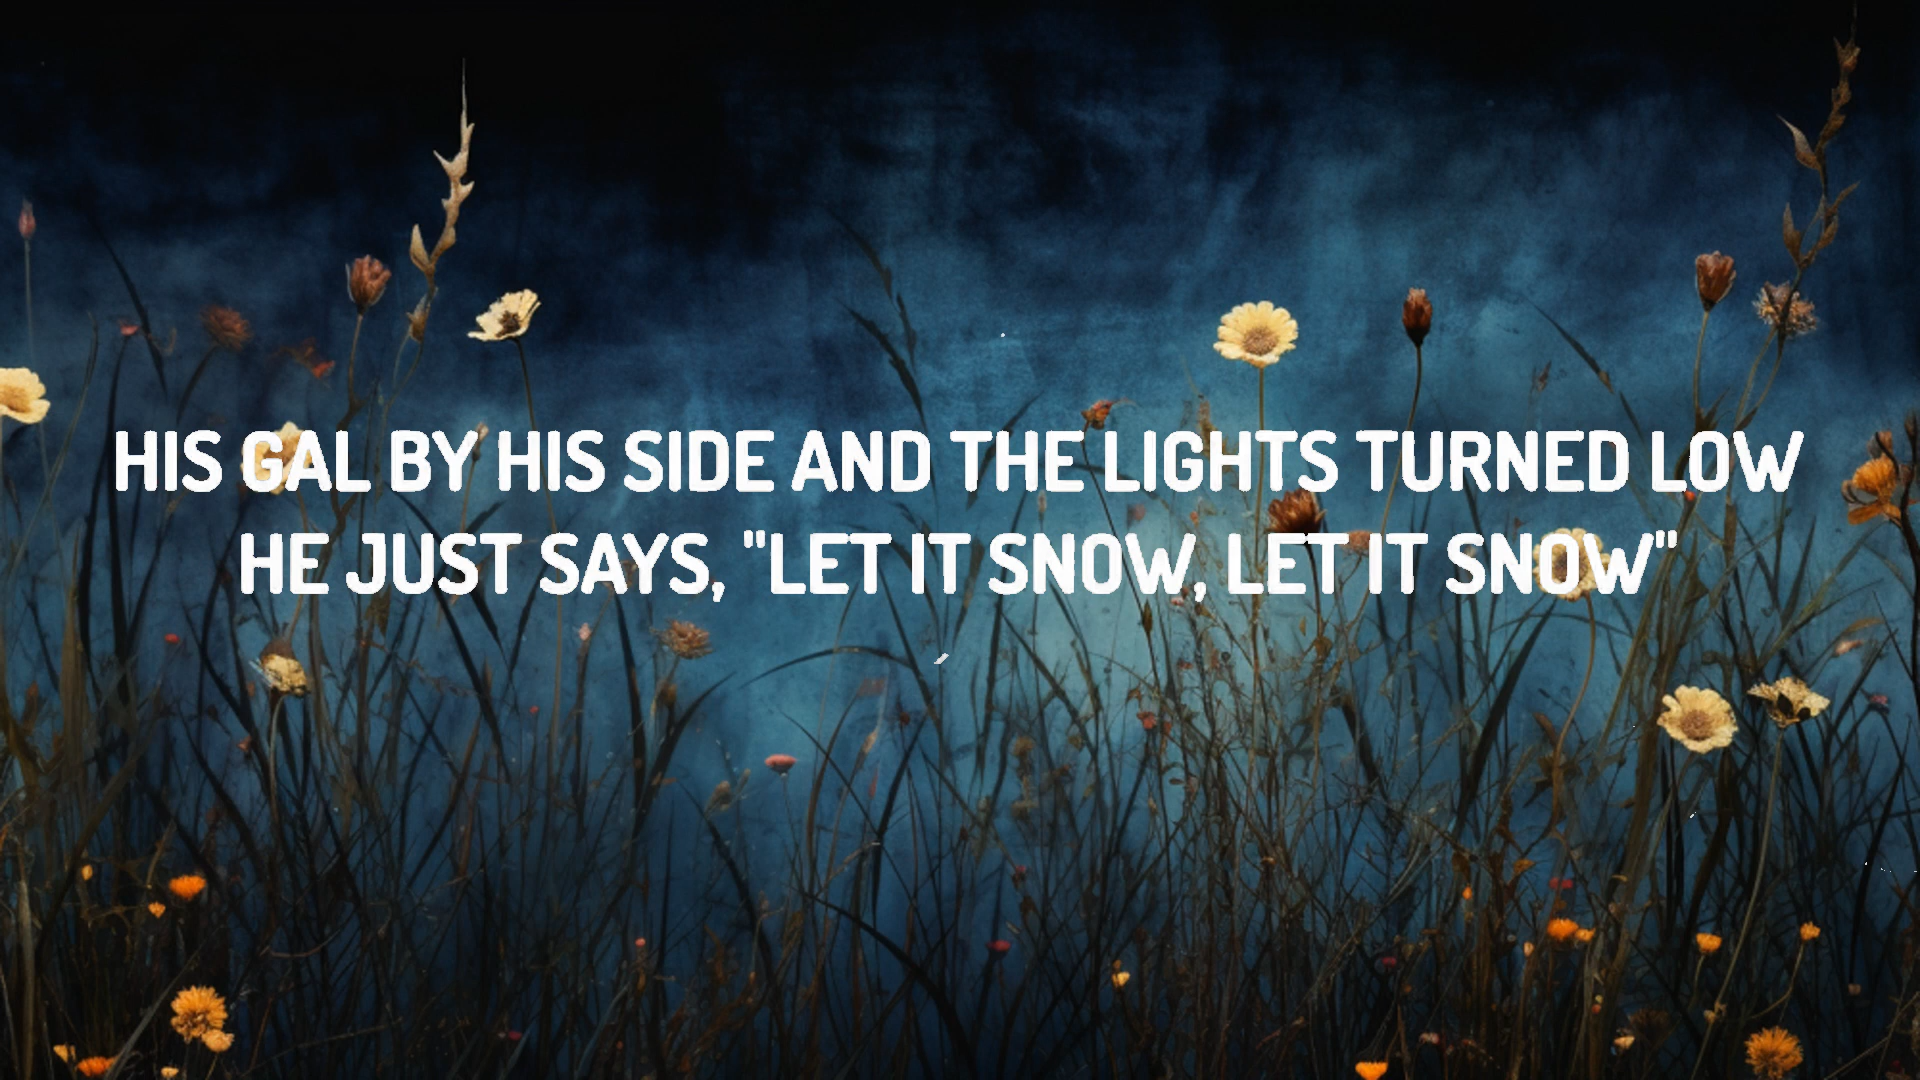 HIS GAL BY HIS SIDE AND THE LIGHTS TURNED LOW
HE JUST SAYS, "LET IT SNOW, LET IT SNOW"